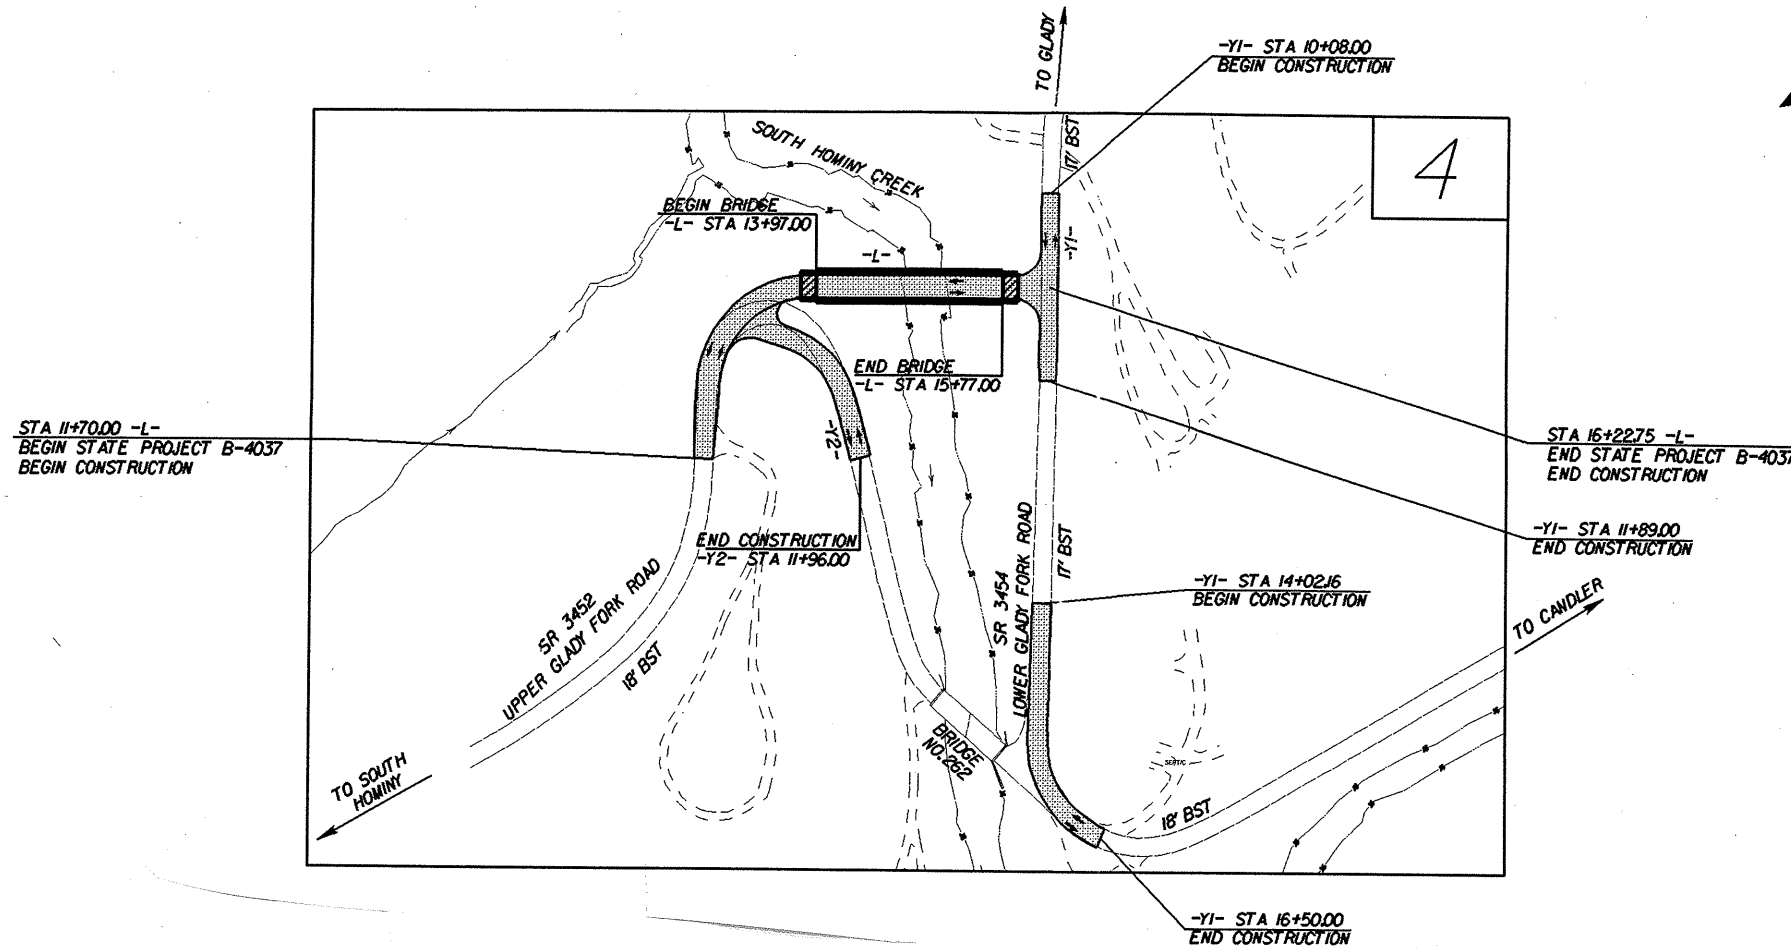 TO GLADY
-Y1- STA 10+08.00
BEGIN CONSTRUCTION
17' BST
4
SOUTH HOMINY CREEK
BEGIN BRIDGE
-L- STA 13+97.00
-L-
-Y1-
END BRIDGE
-L- STA 15+77.00
STA 11+70.00 -L-
BEGIN STATE PROJECT B-4037
BEGIN CONSTRUCTION
-Y2-
STA 16+22.75 -L-
END STATE PROJECT B-4037
END CONSTRUCTION
END CONSTRUCTION
-Y2- STA 11+96.00
-Y1- STA 11+89.00
END CONSTRUCTION
SR 3452
UPPER GLADY FORK ROAD
18' BST
SR 3454
LOWER GLADY FORK ROAD
17' BST
-Y1- STA 14+02.16
BEGIN CONSTRUCTION
TO CANDLER
BRIDGE
NO. 262
SEPTIC
TO SOUTH
HOMINY
18' BST
-Y1- STA 16+50.00
END CONSTRUCTION